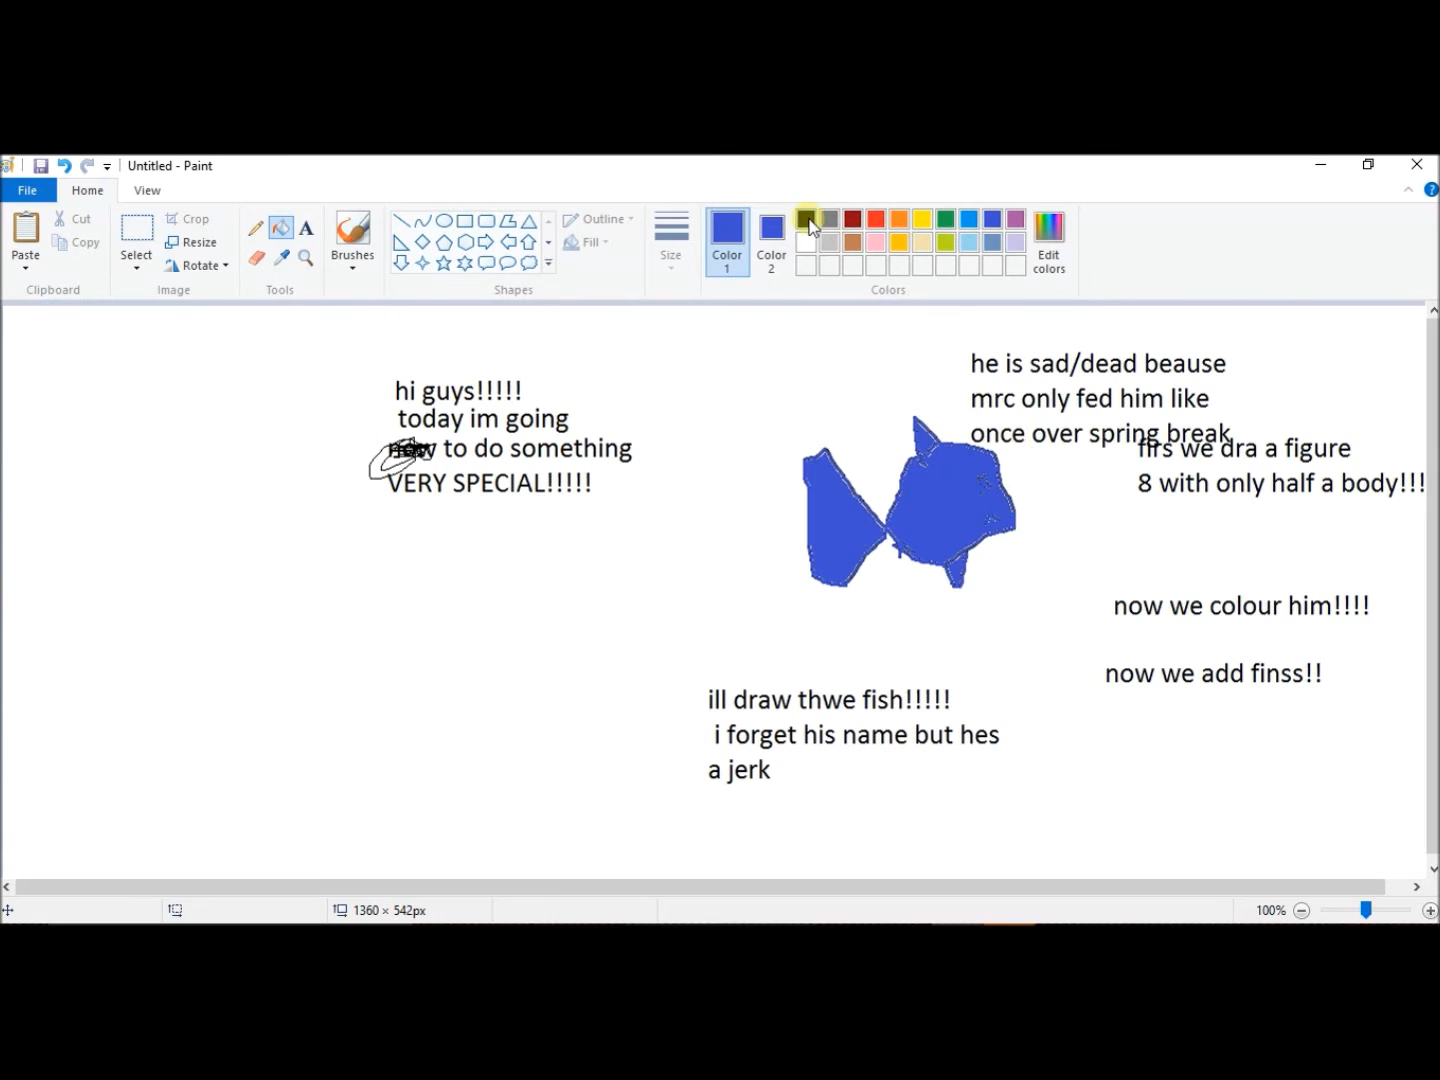 Untitled - Paint
File
Home
View
Paste
Cut
Copy
Clipboard
Select
Crop
Resize
Rotate
Image
Tools
Brushes
Shapes
Outline
Fill
Size
Color 1
Color 2
Edit colors
Colors
hi guys!!!!!
today im going
to do something
VERY SPECIAL!!!!!
he is sad/dead beause
mrc only fed him like
once over spring break
firs we dra a figure
8 with only half a body!!!
now we colour him!!!!
now we add finss!!
ill draw thwe fish!!!!!
i forget his name but hes
a jerk
1360 × 542px
100%